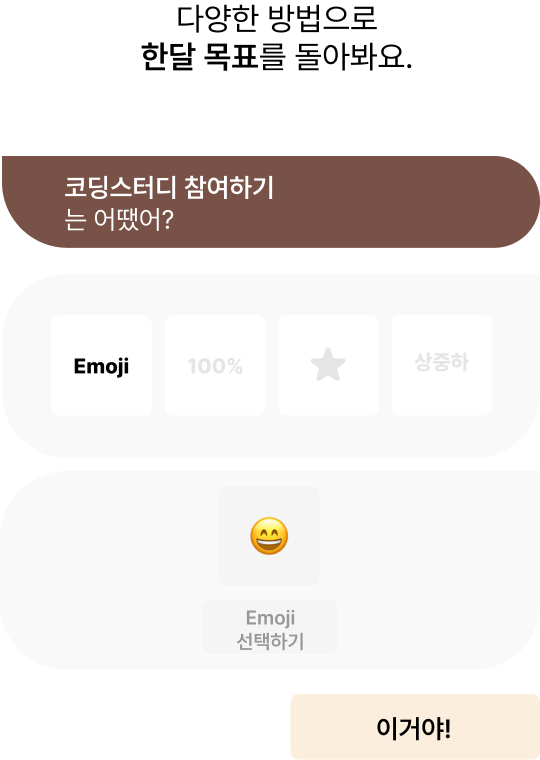 다양한 방법으로
한달 목표를 돌아봐요.
코딩스터디 참여하기
는 어땠어?
Emoji
100%
상중하
Emoji
선택하기
이거야!